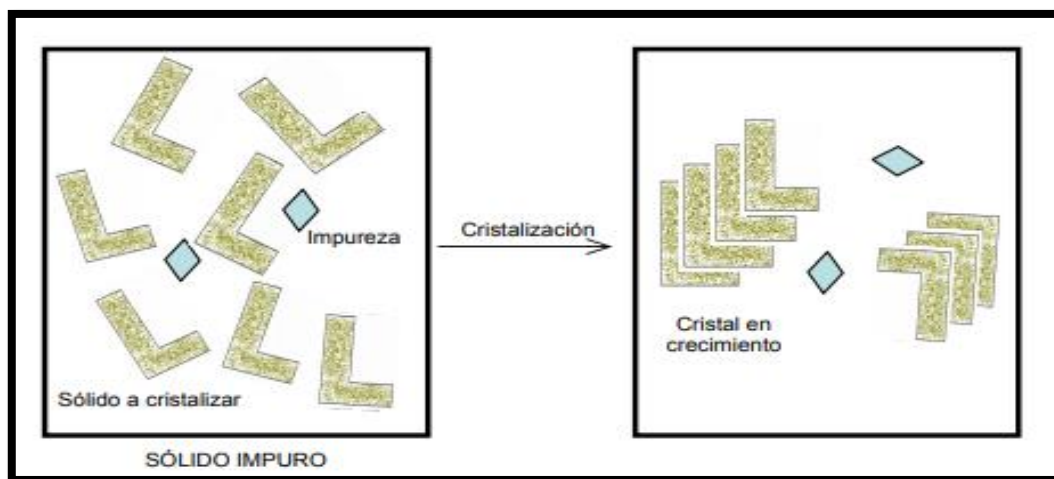 Impureza
Cristalización
Cristal en
crecimiento
Sólido a cristalizar
SÓLIDO IMPURO